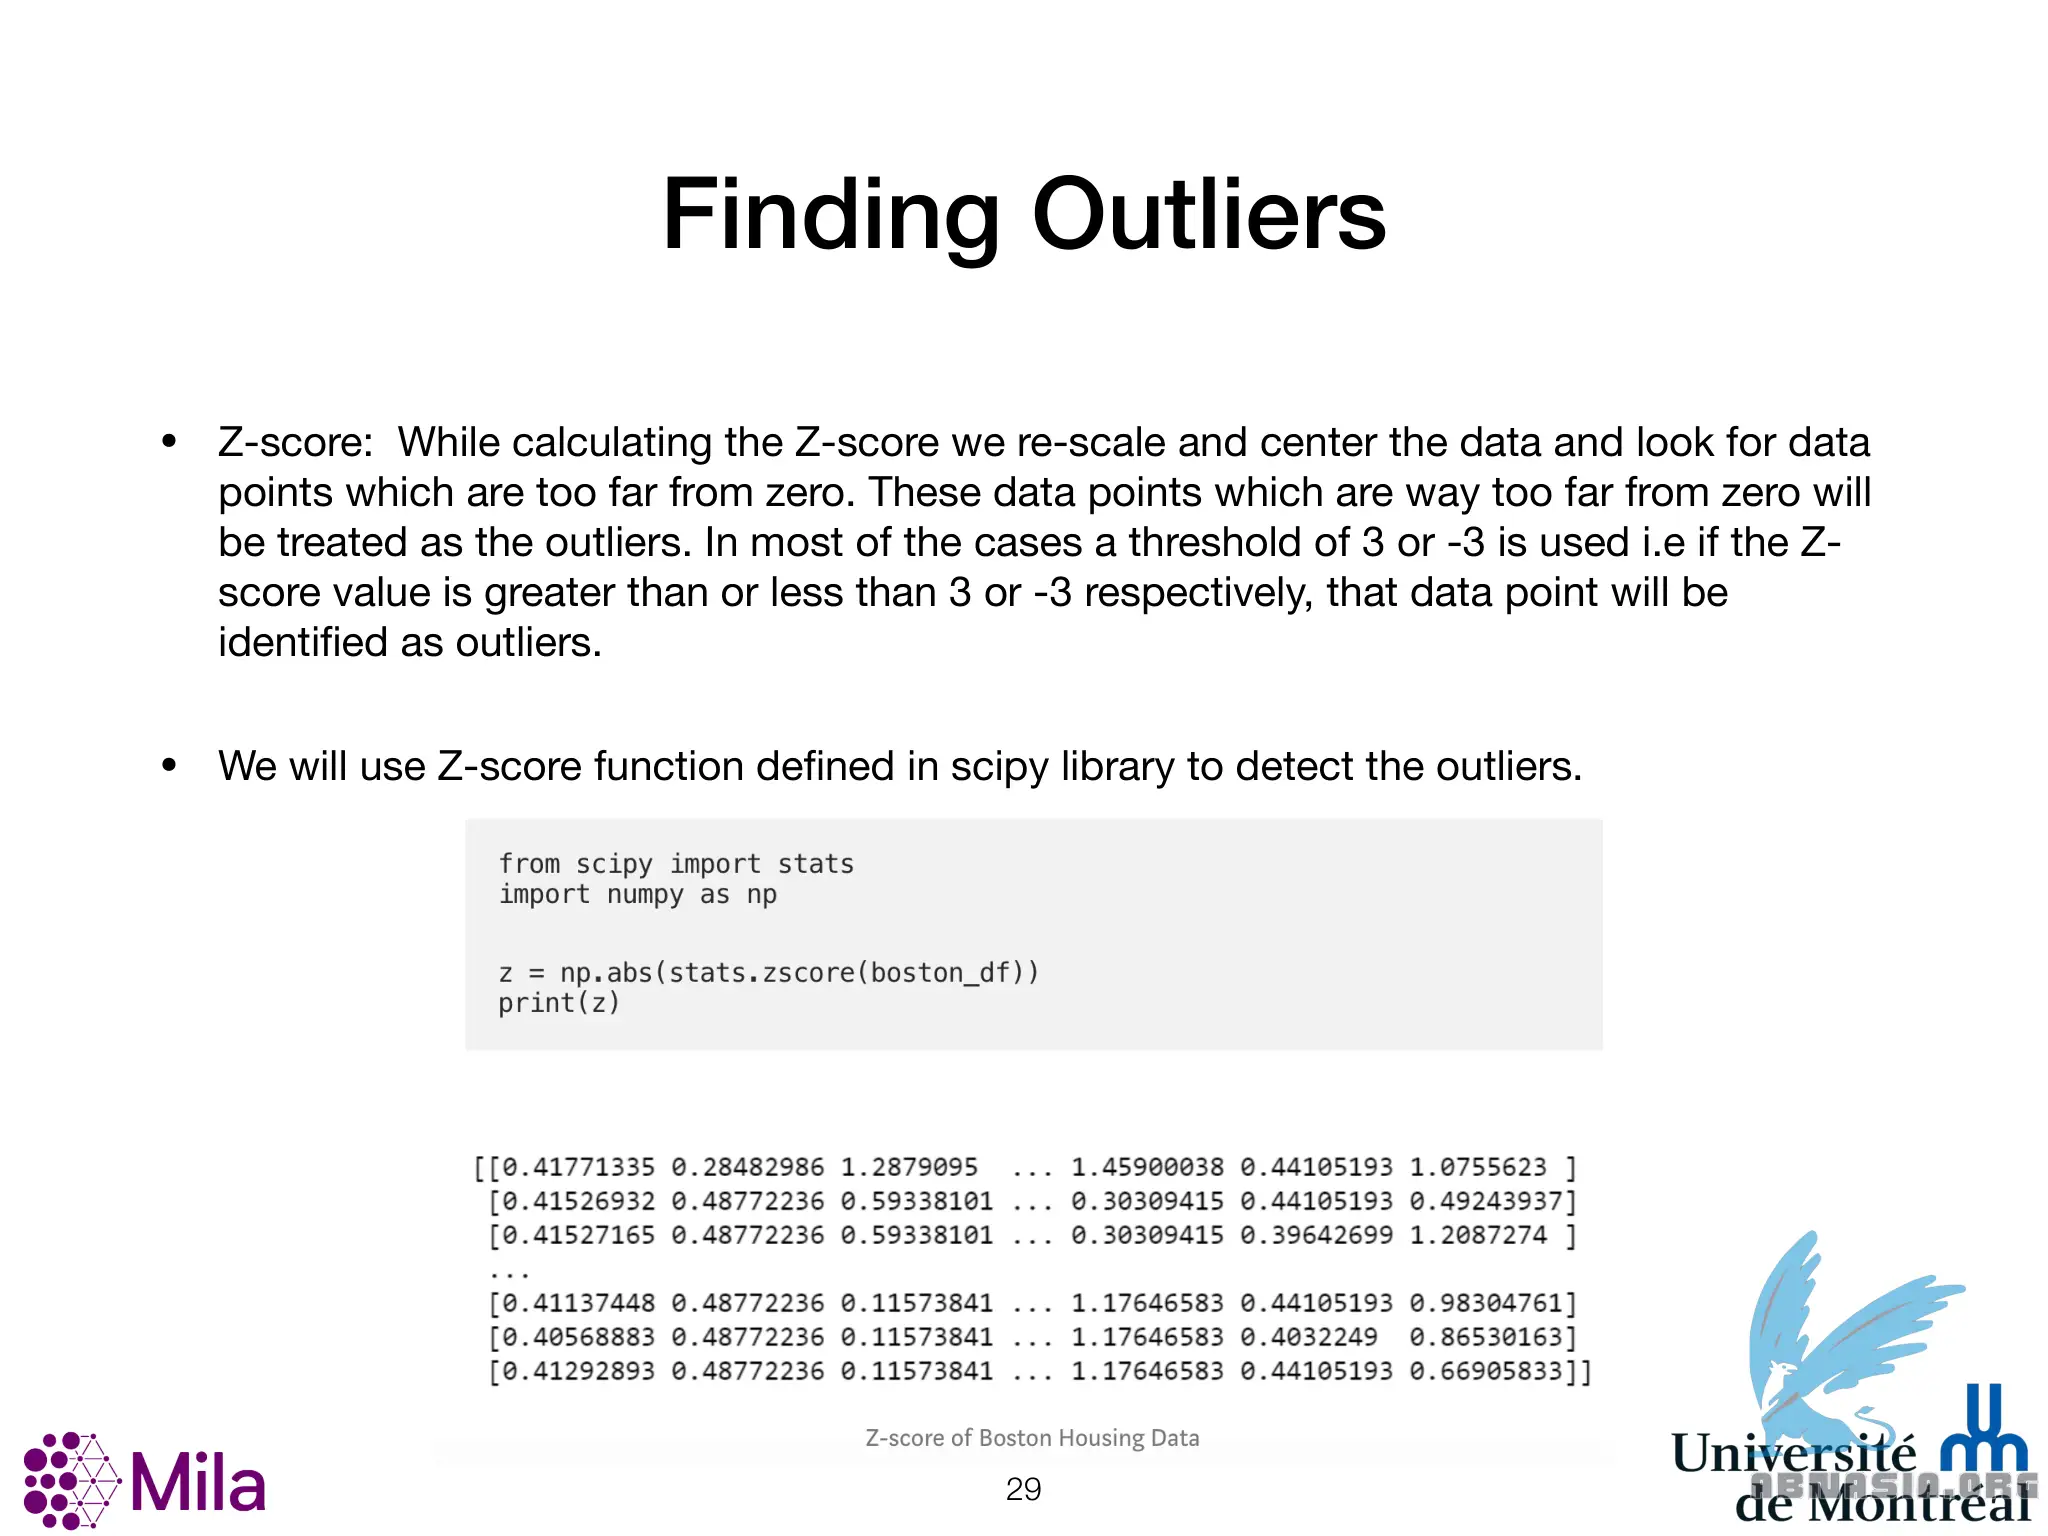 Finding Outliers
• Z-score:  While calculating the Z-score we re-scale and center the data and look for data
points which are too far from zero. These data points which are way too far from zero will
be treated as the outliers. In most of the cases a threshold of 3 or -3 is used i.e if the Z-
score value is greater than or less than 3 or -3 respectively, that data point will be
identified as outliers.
• We will use Z-score function defined in scipy library to detect the outliers.
from scipy import stats
import numpy as np
z = np.abs(stats.zscore(boston_df))
print(z)
[[0.41771335 0.28482986 1.2879095  ... 1.45900038 0.44105193 1.0755623 ]
[0.41526932 0.48772236 0.59338101 ... 0.30309415 0.44105193 0.49243937]
[0.41527165 0.48772236 0.59338101 ... 0.30309415 0.39642699 1.2087274 ]
...
[0.41137448 0.48772236 0.11573841 ... 1.17646583 0.44105193 0.98304761]
[0.40568883 0.48772236 0.11573841 ... 1.17646583 0.4032249  0.86530163]
[0.41292893 0.48772236 0.11573841 ... 1.17646583 0.44105193 0.66905833]]
Z-score of Boston Housing Data
Mila
29
Université
de Montréal
ABNASIA.ORG